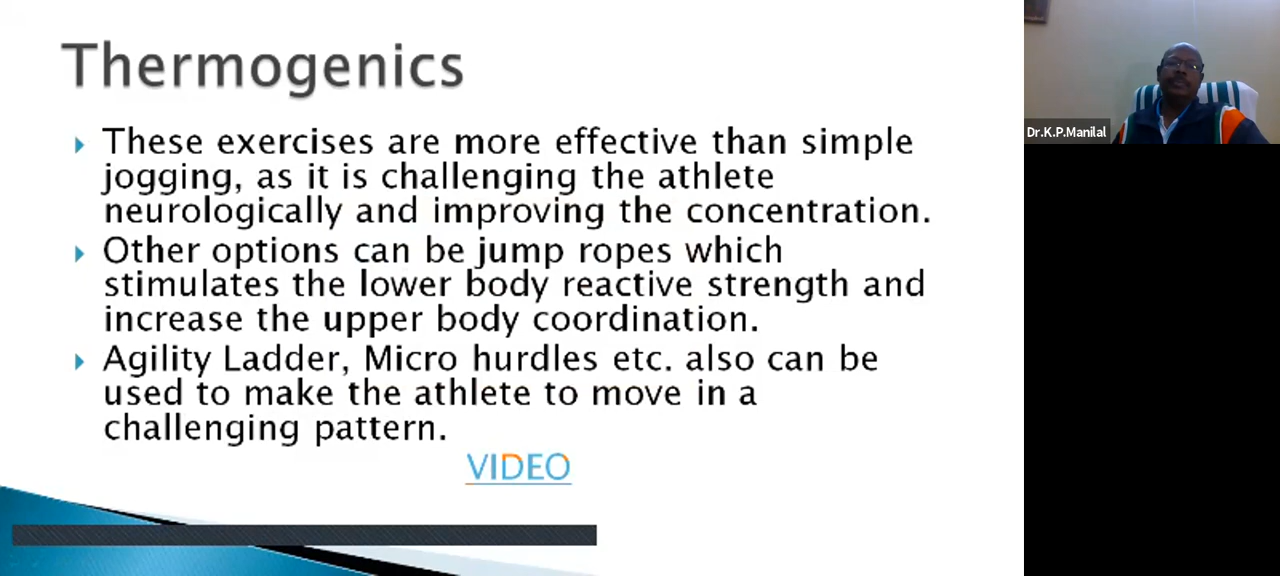 Thermogenics
These exercises are more effective than simple
jogging, as it is challenging the athlete
neurologically and improving the concentration.
Other options can be jump ropes which
stimulates the lower body reactive strength and
increase the upper body coordination.
Agility Ladder, Micro hurdles etc. also can be
used to make the athlete to move in a
challenging pattern.
VIDEO
Dr.K.P.Manilal